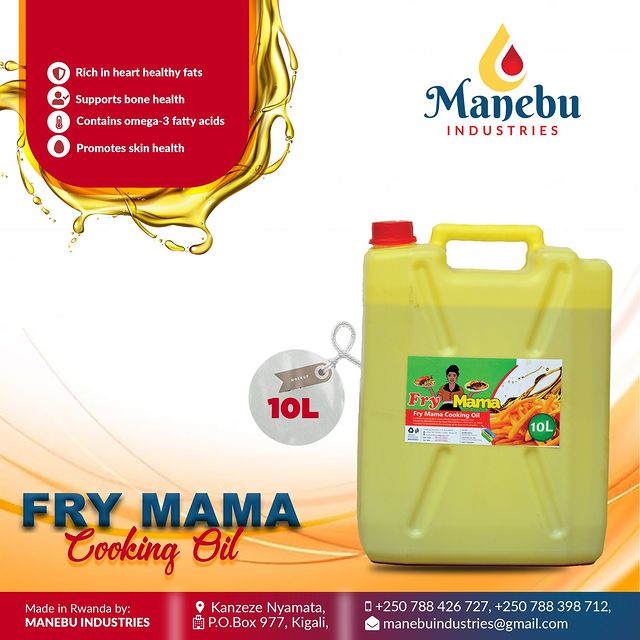 Rich in heart healthy fats
Supports bone health
Contains omega-3 fatty acids
Promotes skin health
Manebu
INDUSTRIES
10L
Fry Mama
Fry Mama Cooking Oil
10L
FRY MAMA
Cooking Oil
Made in Rwanda by:
MANEBU INDUSTRIES
Kanzeze Nyamata,
P.O.Box 977, Kigali,
+250 788 426 727, +250 788 398 712,
manebuindustries@gmail.com